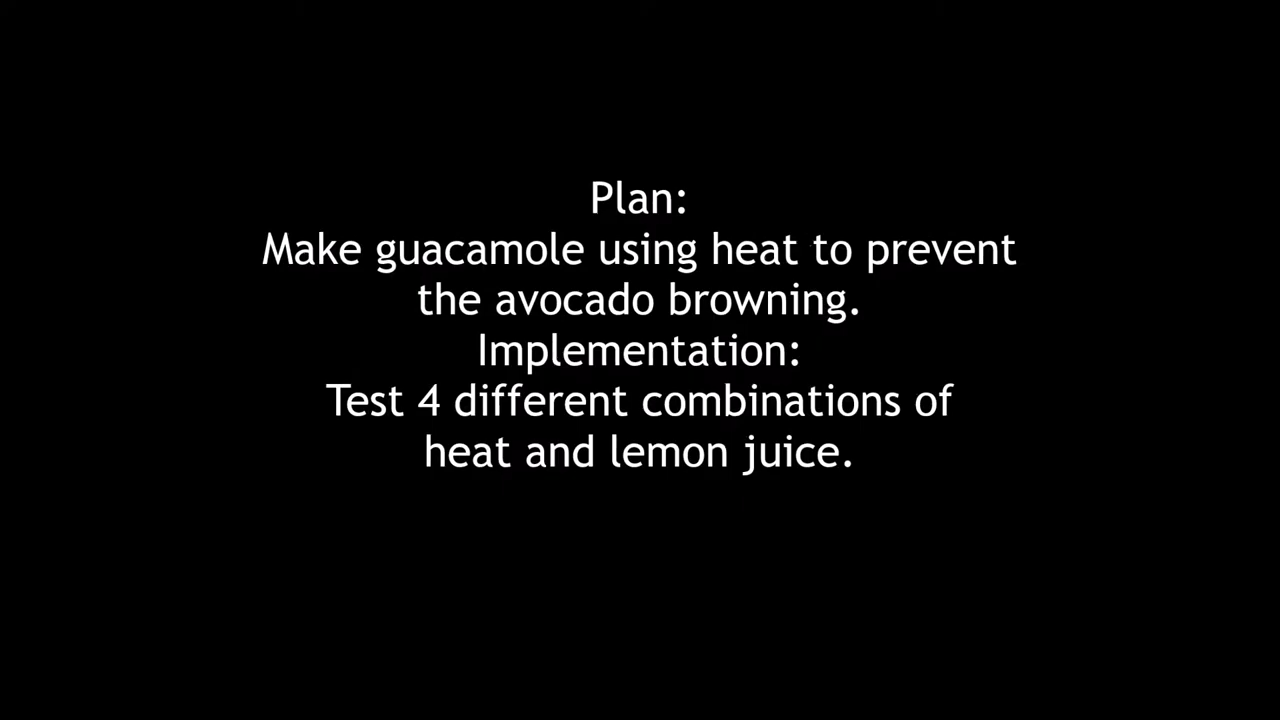 Plan:
Make guacamole using heat to prevent
the avocado browning.
Implementation:
Test 4 different combinations of
heat and lemon juice.